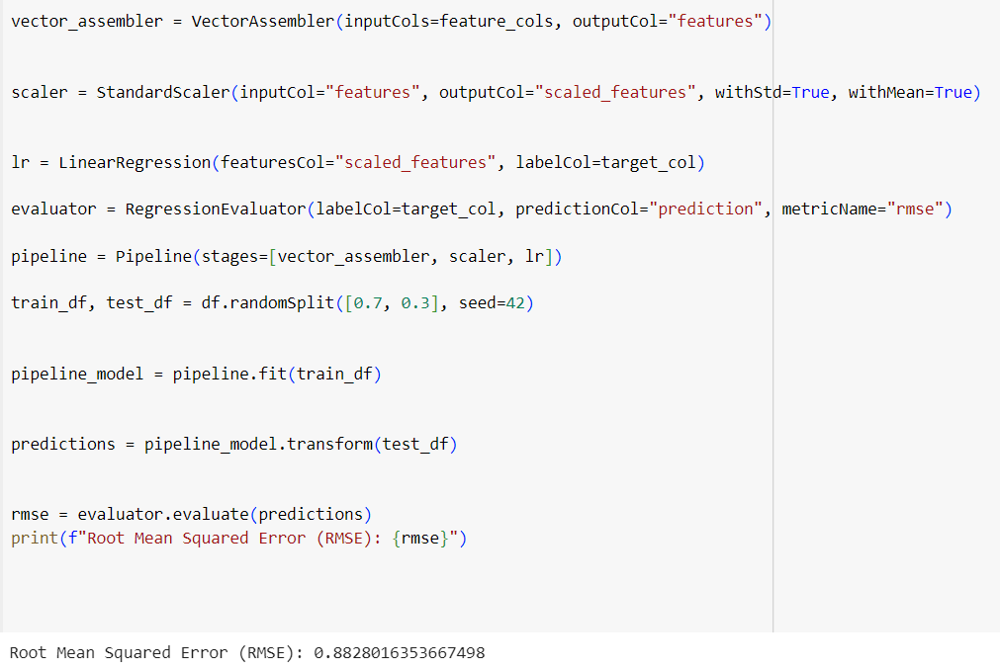 vector_assembler = VectorAssembler(inputCols=feature_cols, outputCol="features")
scaler = StandardScaler(inputCol="features", outputCol="scaled_features", withStd=True, withMean=True)
lr = LinearRegression(featuresCol="scaled_features", labelCol=target_col)
evaluator = RegressionEvaluator(labelCol=target_col, predictionCol="prediction", metricName="rmse")
pipeline = Pipeline(stages=[vector_assembler, scaler, lr])
train_df, test_df = df.randomSplit([0.7, 0.3], seed=42)
pipeline_model = pipeline.fit(train_df)
predictions = pipeline_model.transform(test_df)
rmse = evaluator.evaluate(predictions)
print(f"Root Mean Squared Error (RMSE): {rmse}")
Root Mean Squared Error (RMSE): 0.8828016353667498